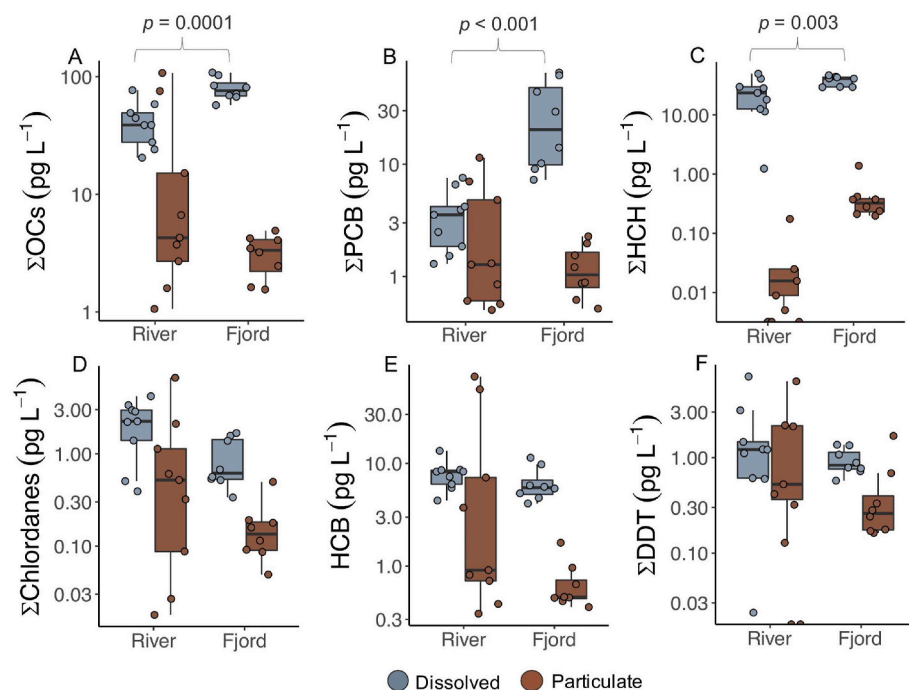 p = 0.0001
p < 0.001
p = 0.003
A
ΣOCs (pg L⁻¹)
100
10
1
River Fjord
B
ΣPCB (pg L⁻¹)
30
10
3
1
River Fjord
C
ΣHCH (pg L⁻¹)
10.00
1.00
0.10
0.01
River Fjord
D
ΣChlordanes (pg L⁻¹)
3.00
1.00
0.30
0.10
0.03
River Fjord
E
HCB (pg L⁻¹)
30.0
10.0
3.0
1.0
0.3
River Fjord
F
ΣDDT (pg L⁻¹)
3.00
1.00
0.30
0.10
0.03
River Fjord
Dissolved Particulate